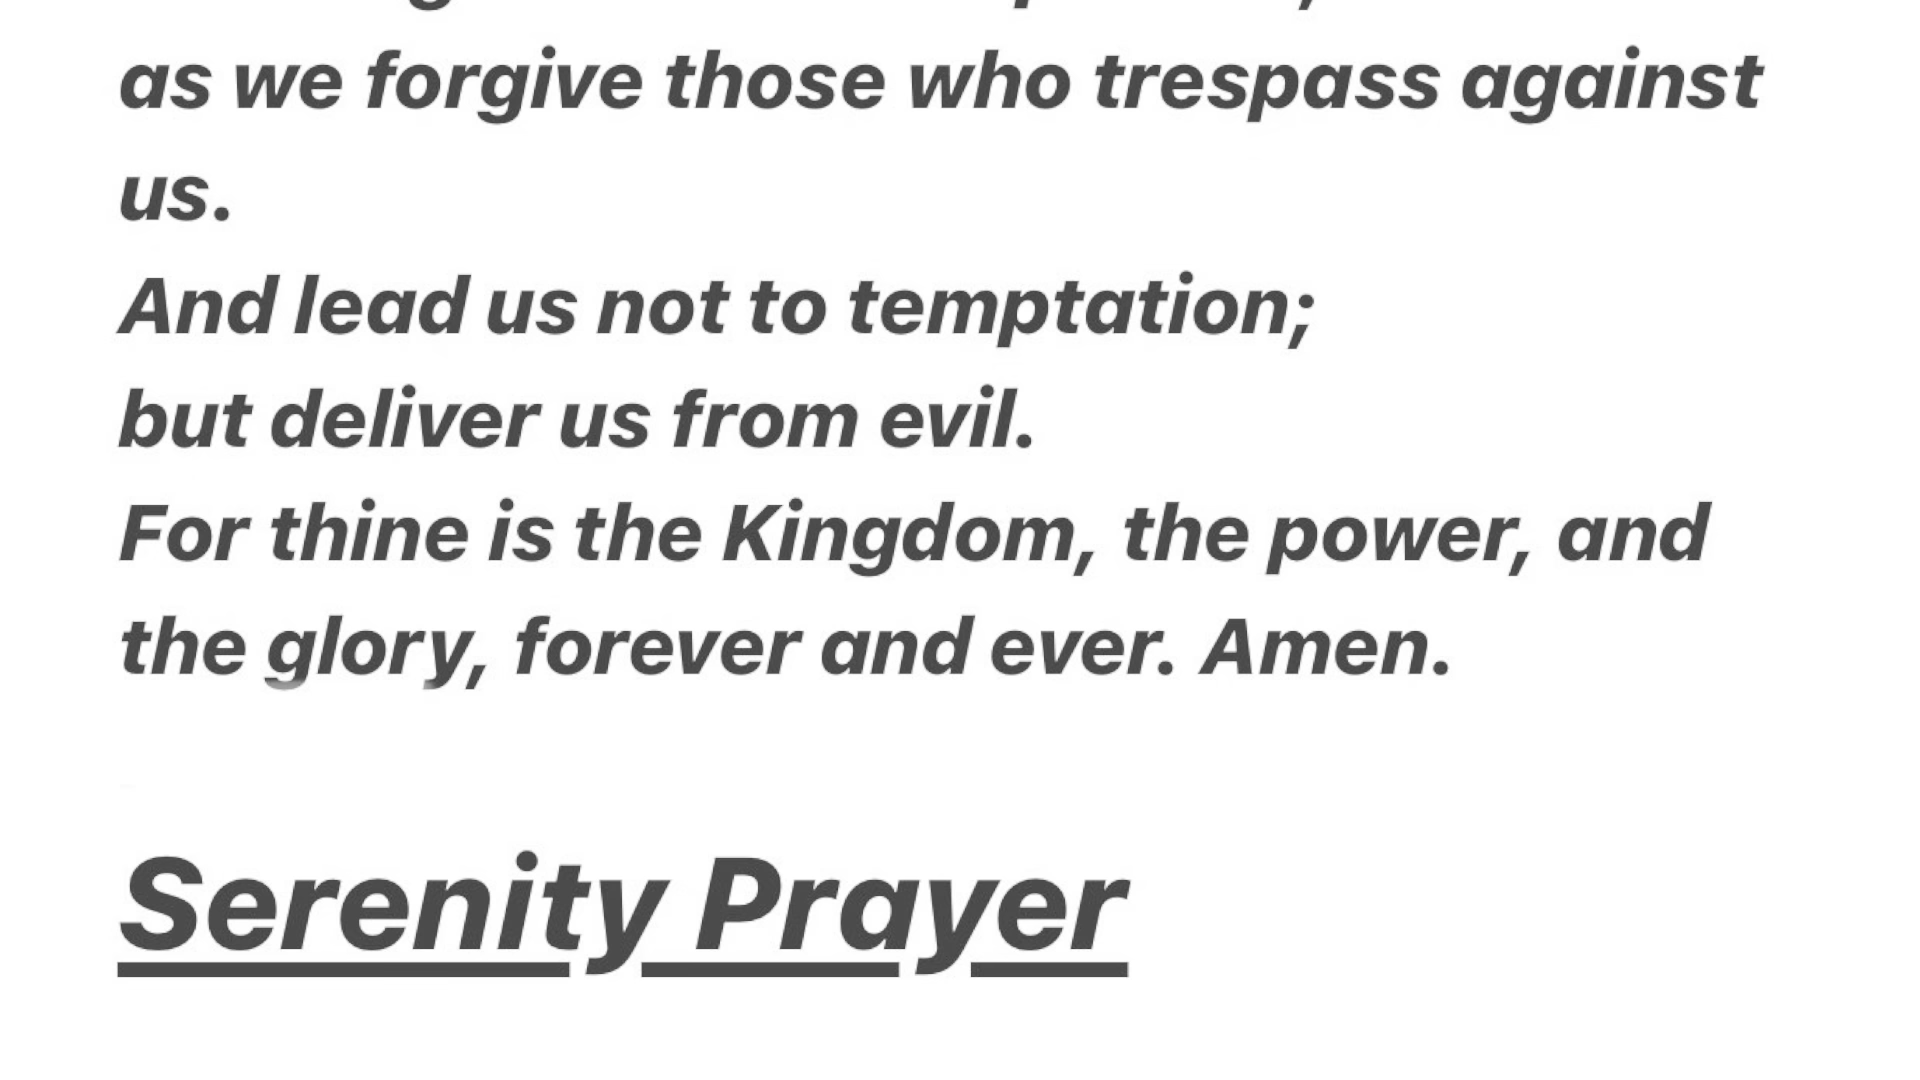 as we forgive those who trespass against
us.
And lead us not to temptation;
but deliver us from evil.
For thine is the Kingdom, the power, and
the glory, forever and ever. Amen.
Serenity Prayer